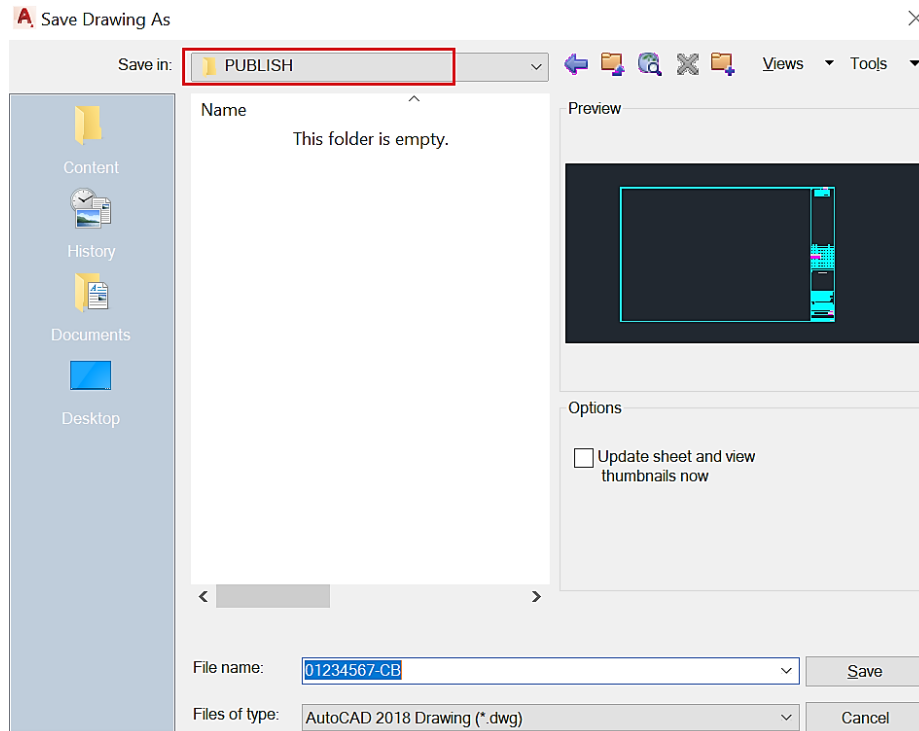 Save Drawing As
Save in:
PUBLISH
Views
Tools
Name
This folder is empty.
Preview
Content
History
Documents
Desktop
Options
Update sheet and view
thumbnails now
File name:
01234567-CB
Save
Files of type:
AutoCAD 2018 Drawing (*.dwg)
Cancel